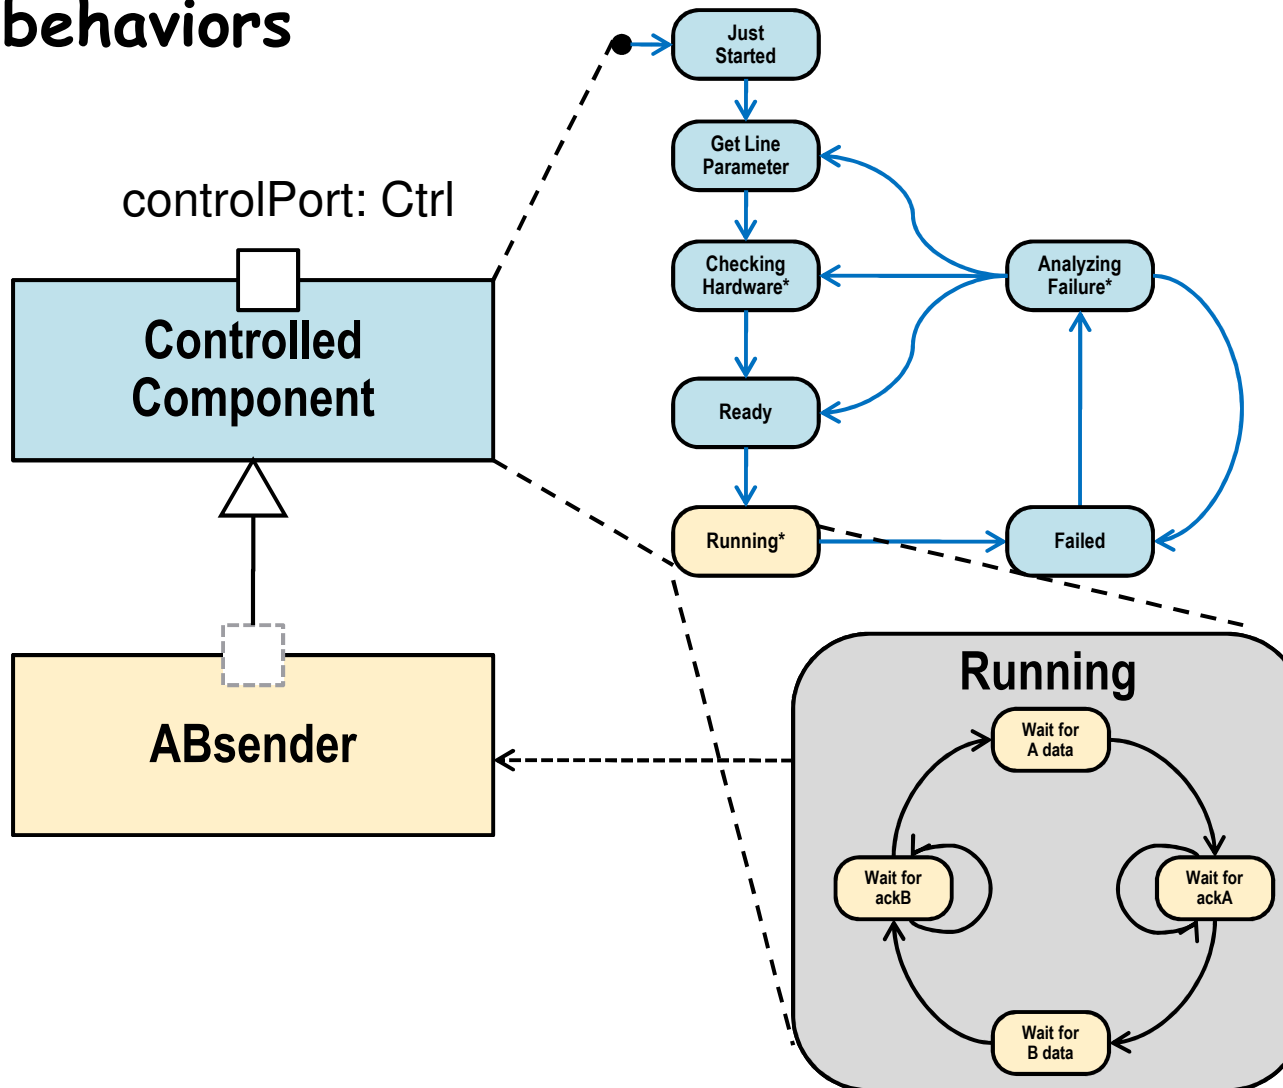 behaviors
controlPort: Ctrl
Controlled
Component
ABsender
Just
Started
Get Line
Parameter
Checking
Hardware*
Analyzing
Failure*
Ready
Running*
Failed
Running
Wait for
A data
Wait for
ackB
Wait for
ackA
Wait for
B data